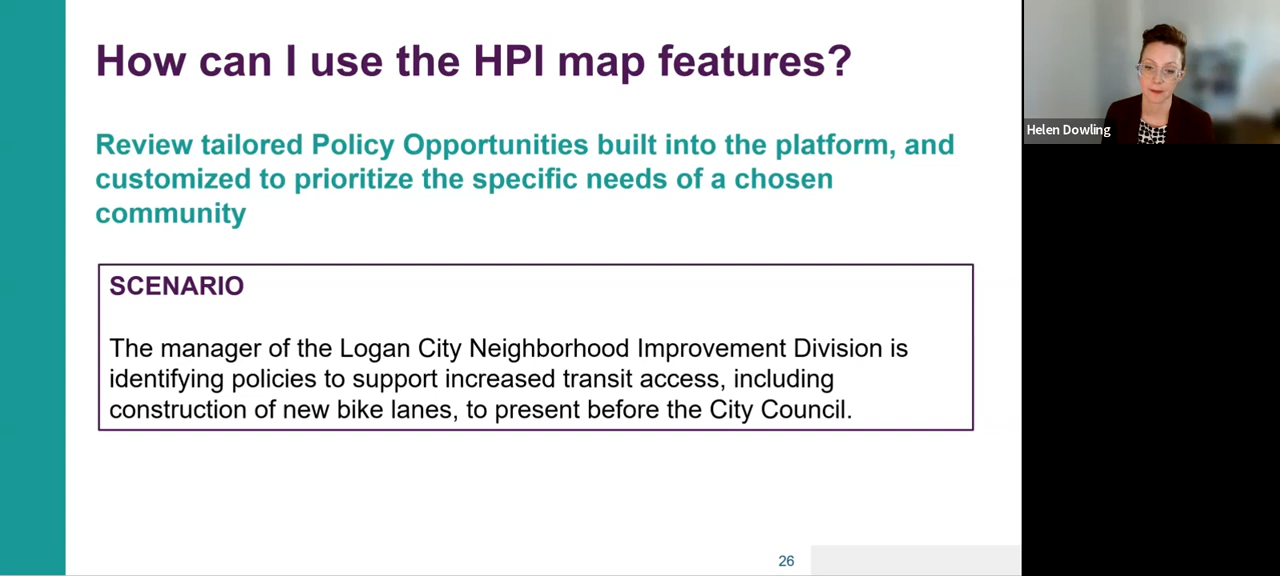 How can I use the HPI map features?
Review tailored Policy Opportunities built into the platform, and
customized to prioritize the specific needs of a chosen
community
SCENARIO
The manager of the Logan City Neighborhood Improvement Division is
identifying policies to support increased transit access, including
construction of new bike lanes, to present before the City Council.
26
Helen Dowling